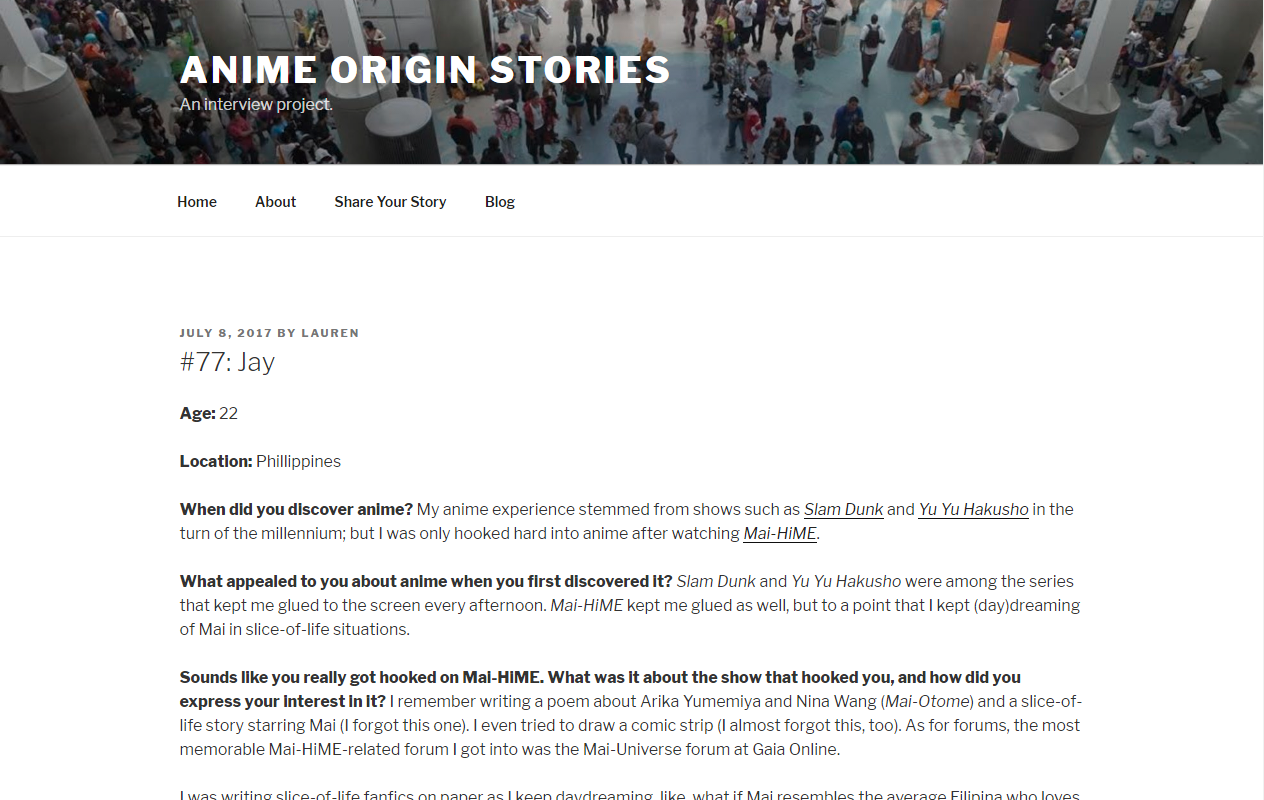 ANIME ORIGIN STORIES
An interview project.
Home About Share Your Story Blog
JULY 8, 2017 BY LAUREN
#77: Jay
Age: 22
Location: Phillippines
When did you discover anime? My anime experience stemmed from shows such as Slam Dunk and Yu Yu Hakusho in the
turn of the millennium; but I was only hooked hard into anime after watching Mai-HiME.
What appealed to you about anime when you first discovered it? Slam Dunk and Yu Yu Hakusho were among the series
that kept me glued to the screen every afternoon. Mai-HiME kept me glued as well, but to a point that I kept (day)dreaming
of Mai in slice-of-life situations.
Sounds like you really got hooked on Mai-HiME. What was it about the show that hooked you, and how did you
express your interest in it? I remember writing a poem about Arika Yumemiya and Nina Wang (Mai-Otome) and a slice-of-
life story starring Mai (I forgot this one). I even tried to draw a comic strip (I almost forgot this, too). As for forums, the most
memorable Mai-HiME-related forum I got into was the Mai-Universe forum at Gaia Online.
I was writing slice-of-life fanfics on paper as I keep daydreaming, like, what if Mai resembles the average Filipina who loves